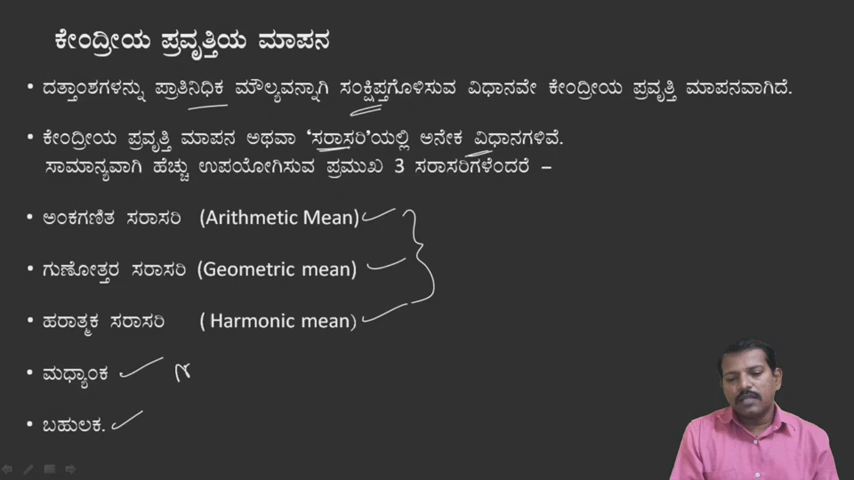 ಕೇಂದ್ರೀಯ ಪ್ರವೃತ್ತಿಯ ಮಾಪನ
• ದತ್ತಾಂಶಗಳನ್ನು ಪ್ರಾತಿನಿಧಿಕ ಮೌಲ್ಯವನ್ನಾಗಿ ಸಂಕ್ಷಿಪ್ತಗೊಳಿಸುವ ವಿಧಾನವೇ ಕೇಂದ್ರೀಯ ಪ್ರವೃತ್ತಿ ಮಾಪನವಾಗಿದೆ.
• ಕೇಂದ್ರೀಯ ಪ್ರವೃತ್ತಿ ಮಾಪನ ಅಥವಾ ‘ಸರಾಸರಿ’ಯಲ್ಲಿ ಅನೇಕ ವಿಧಾನಗಳಿವೆ.
ಸಾಮಾನ್ಯವಾಗಿ ಹೆಚ್ಚು ಉಪಯೋಗಿಸುವ ಪ್ರಮುಖ 3 ಸರಾಸರಿಗಳೆಂದರೆ –
• ಅಂಕಗಣಿತ ಸರಾಸರಿ (Arithmetic Mean)
• ಗುಣೋತ್ತರ ಸರಾಸರಿ (Geometric mean)
• ಹರಾತ್ಮಕ ಸರಾಸರಿ ( Harmonic mean)
• ಮಧ್ಯಾಂಕ
• ಬಹುಲಕ.